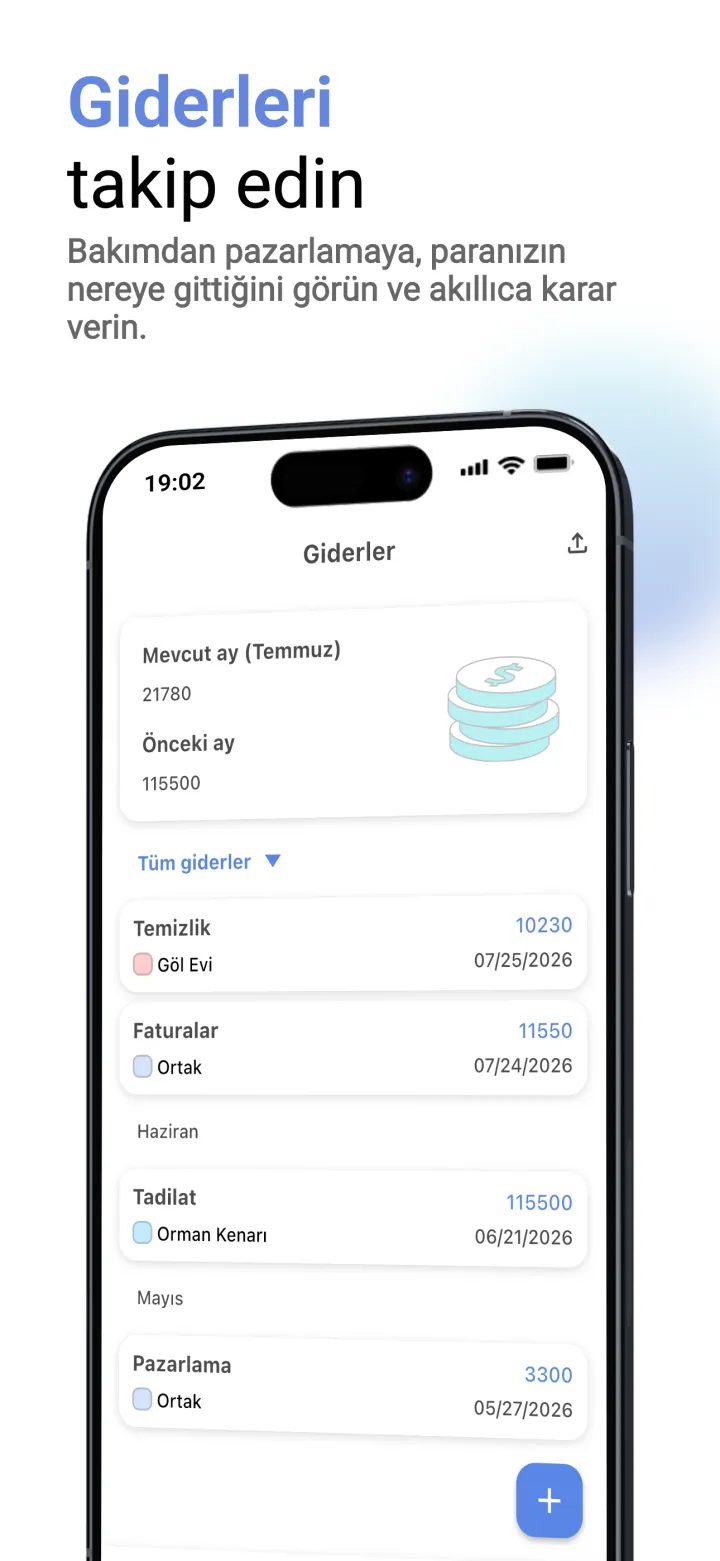 Giderleri
takip edin
Bakımdan pazarlamaya, paranızın
nereye gittiğini görün ve akıllıca karar
verin.
19:02
Giderler
Mevcut ay (Temmuz)
21780
Önceki ay
115500
$
Tüm giderler
Temizlik
10230
Göl Evi
07/25/2026
Faturalar
11550
Ortak
07/24/2026
Haziran
Tadilat
115500
Orman Kenarı
06/21/2026
Mayıs
Pazarlama
3300
Ortak
05/27/2026
+